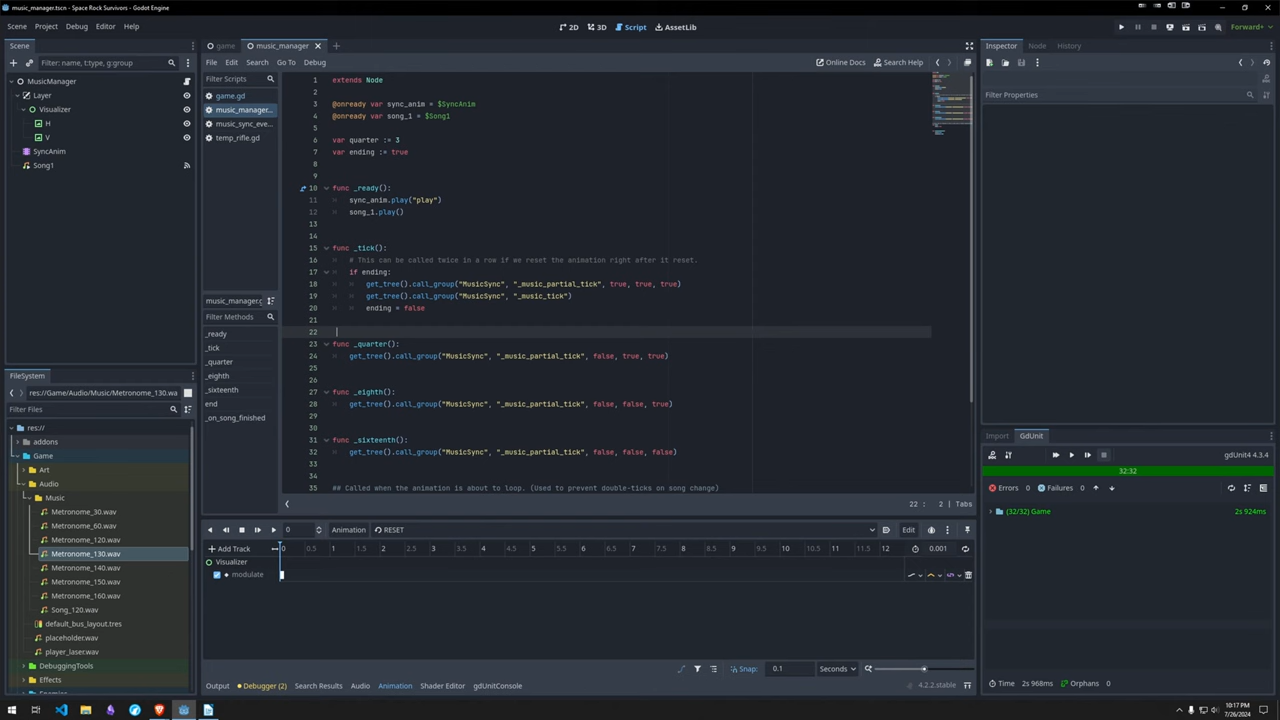 music_manager.tscn - Space Rock Survivors - Godot Engine
Scene Project Debug Editor Help
2D 3D Script AssetLib
Forward+
Scene
Filter: name, t:type, g:group
MusicManager
Layer
Visualizer
H
V
SyncAnim
Song1
game music_manager
File Edit Search Go To Debug
Online Docs Search Help
Filter Scripts
game.gd
music_manager...
music_sync_eve...
temp_rifle.gd
music_manager.g
Filter Methods
_ready
_tick
_quarter
_eighth
_sixteenth
end
_on_song_finished
1 extends Node
2
3 @onready var sync_anim = $SyncAnim
4 @onready var song_1 = $Song1
5
6 var quarter := 3
7 var ending := true
8
9
10 func _ready():
11 sync_anim.play("play")
12 song_1.play()
13
14
15 func _tick():
16 # This can be called twice in a row if we reset the animation right after it reset.
17 if ending:
18 get_tree().call_group("MusicSync", "_music_partial_tick", true, true, true)
19 get_tree().call_group("MusicSync", "_music_tick")
20 ending = false
21
22
23 func _quarter():
24 get_tree().call_group("MusicSync", "_music_partial_tick", false, true, true)
25
26
27 func _eighth():
28 get_tree().call_group("MusicSync", "_music_partial_tick", false, false, true)
29
30
31 func _sixteenth():
32 get_tree().call_group("MusicSync", "_music_partial_tick", false, false, false)
33
34
35 ## Called when the animation is about to loop. (Used to prevent double-ticks on song change)
22 : 2 | Tabs
FileSystem
res://Game/Audio/Music/Metronome_130.wa
Filter Files
res://
addons
Game
Art
Audio
Music
Metronome_30.wav
Metronome_60.wav
Metronome_120.wav
Metronome_130.wav
Metronome_140.wav
Metronome_150.wav
Metronome_160.wav
Song_120.wav
default_bus_layout.tres
placeholder.wav
player_laser.wav
DebuggingTools
Effects
0 Animation RESET Edit
Add Track 0 0.5 1 1.5 2 2.5 3 3.5 4 4.5 5 5.5 6 6.5 7 7.5 8 8.5 9 9.5 10 10.5 11 11.5 12 0.001
Visualizer
modulate
Snap: 0.1 Seconds
Output Debugger (2) Search Results Audio Animation Shader Editor gdUnitConsole 4.2.2.stable
Inspector Node History
Filter Properties
Import GdUnit
gdUnit4 4.3.4
32:32
Errors 0 Failures 0
(32/32) Game 2s 924ms
Time 2s 968ms Orphans 0
10:17 PM
7/26/2024